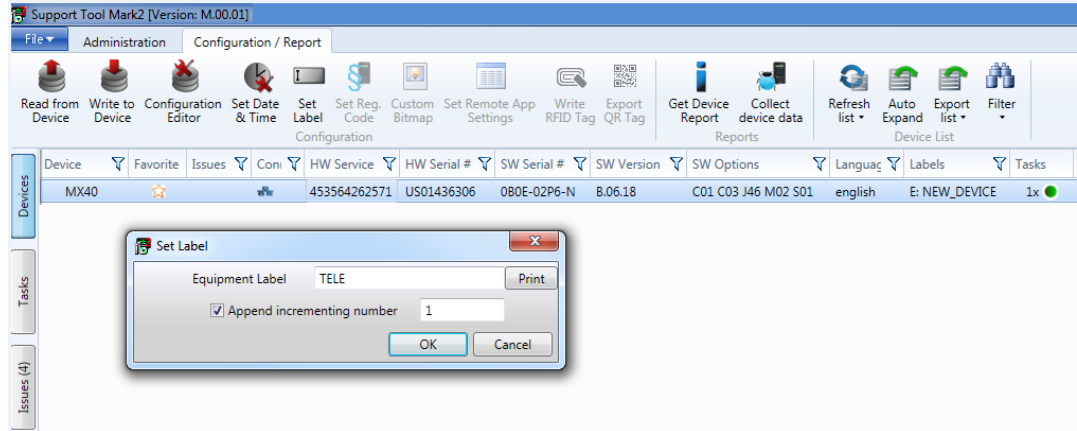 Support Tool Mark2 [Version: M.00.01]
File Administration Configuration / Report
Read from Device
Write to Device
Configuration Editor
Set Date & Time
Set Label
Set Reg. Code
Custom Bitmap
Set Remote App Settings
Write RFID Tag
Export QR Tag
Configuration
Get Device Report
Collect device data
Reports
Refresh list
Auto Expand
Export list
Filter
Device List
Device Favorite Issues Con HW Service HW Serial # SW Serial # SW Version SW Options Languag Labels Tasks
MX40 453564262571 US01436306 0B0E-02P6-N B.06.18 C01 C03 J46 M02 S01 english E: NEW_DEVICE 1x
Devices
Tasks
Issues (4)
Set Label
Equipment Label TELE Print
Append incrementing number 1
OK Cancel